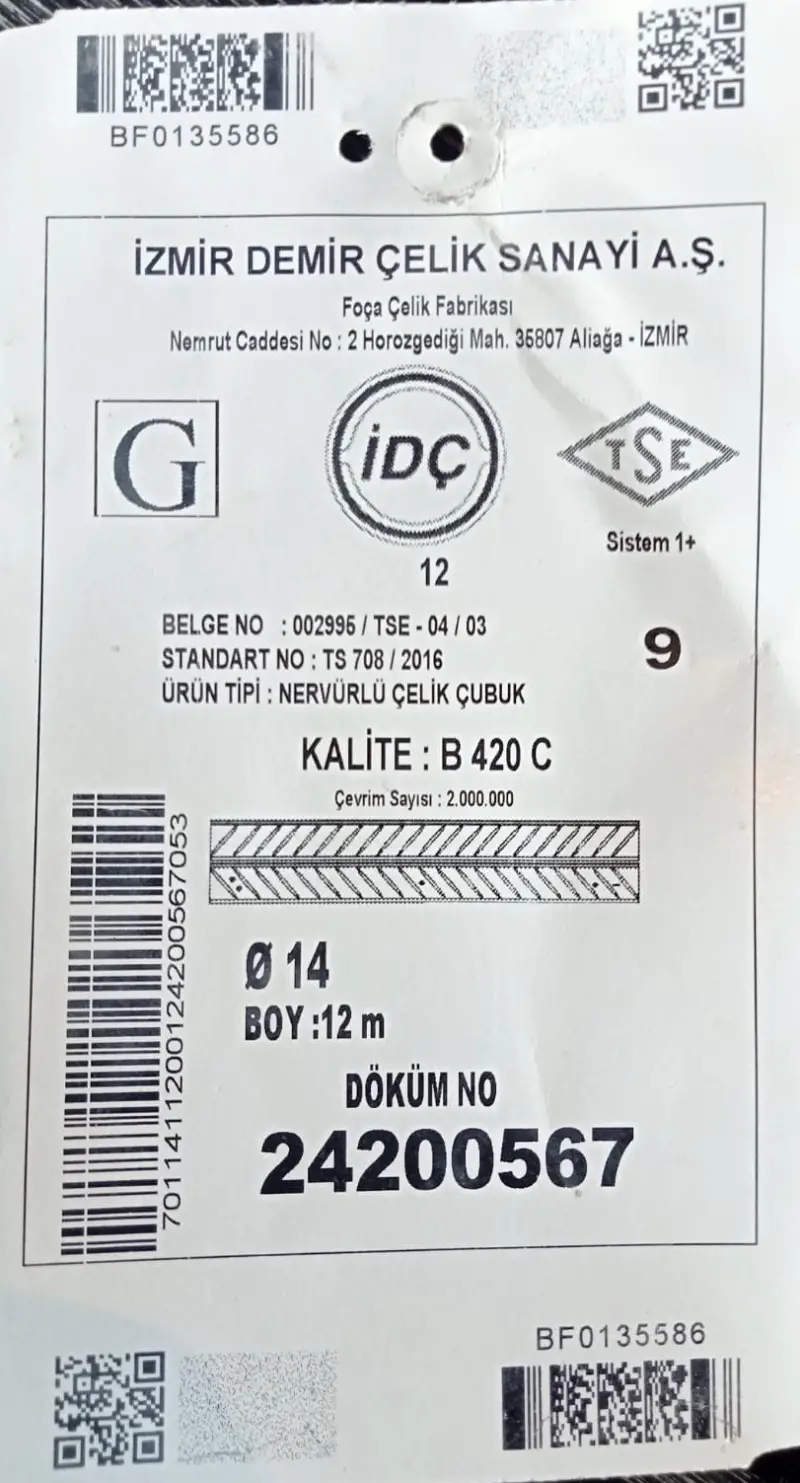 BF0135586
İZMİR DEMİR ÇELİK SANAYİ A.Ş.
Foça Çelik Fabrikası
Nemrut Caddesi No : 2 Horozgediği Mah. 35807 Aliağa - İZMİR
G
İDÇ
TSE
Sistem 1+
12
BELGE NO : 002995 / TSE - 04 / 03
9
STANDART NO : TS 708 / 2016
ÜRÜN TİPİ : NERVÜRLÜ ÇELİK ÇUBUK
KALİTE : B 420 C
Çevrim Sayısı : 2.000.000
7011411200124200567053
Ø 14
BOY :12 m
DÖKÜM NO
24200567
BF0135586